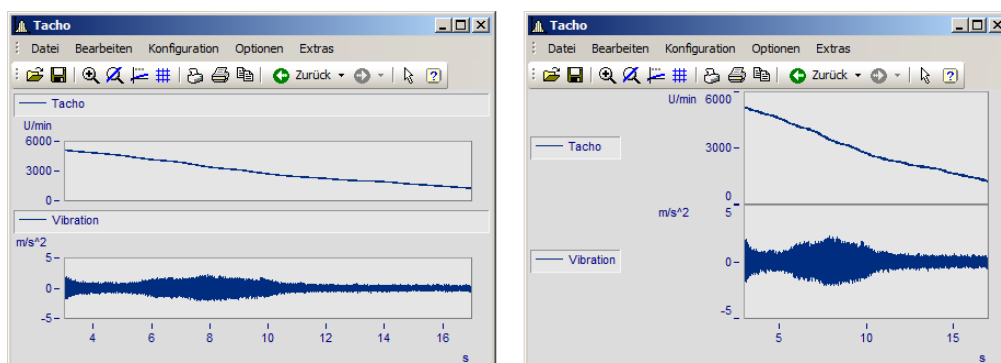 Tacho
Datei Bearbeiten Konfiguration Optionen Extras
Zurück
Tacho
U/min
6000
3000
0
Vibration
m/s^2
5
0
-5
4 6 8 10 12 14 16
s
Tacho
Datei Bearbeiten Konfiguration Optionen Extras
Zurück
U/min 6000
Tacho
3000
0
m/s^2 5
Vibration
0
-5
5 10 15
s